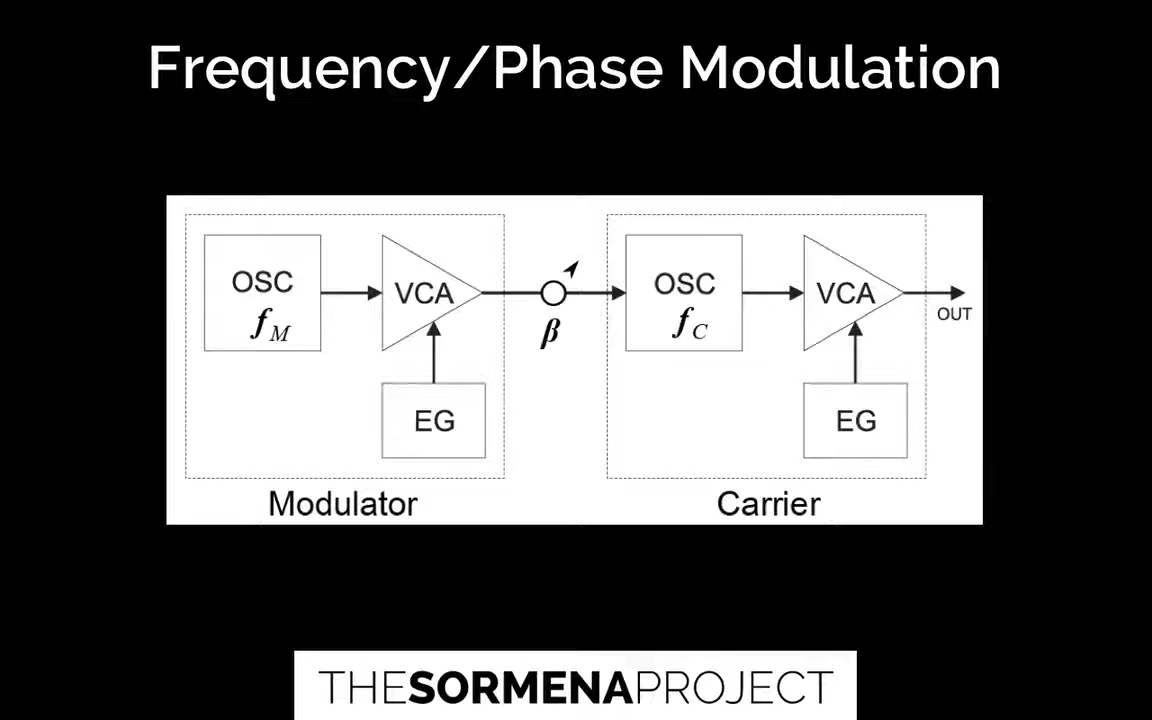 Frequency/Phase Modulation
OSC
f_M
VCA
EG
Modulator
β
OSC
f_C
VCA
EG
OUT
Carrier
THESORMENAPROJECT